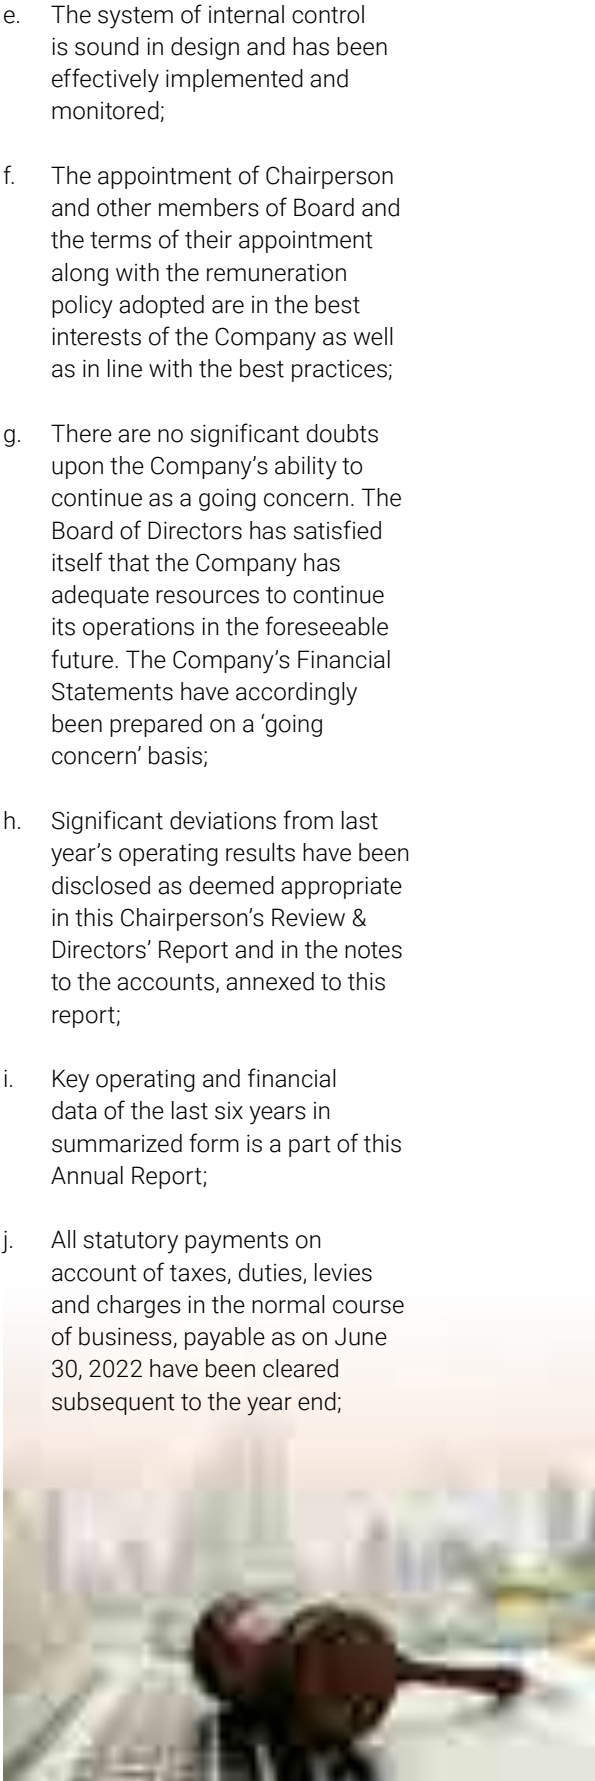 e. The system of internal control
is sound in design and has been
effectively implemented and
monitored;
f. The appointment of Chairperson
and other members of Board and
the terms of their appointment
along with the remuneration
policy adopted are in the best
interests of the Company as well
as in line with the best practices;
g. There are no significant doubts
upon the Company’s ability to
continue as a going concern. The
Board of Directors has satisfied
itself that the Company has
adequate resources to continue
its operations in the foreseeable
future. The Company’s Financial
Statements have accordingly
been prepared on a ‘going
concern’ basis;
h. Significant deviations from last
year’s operating results have been
disclosed as deemed appropriate
in this Chairperson’s Review &
Directors’ Report and in the notes
to the accounts, annexed to this
report;
i. Key operating and financial
data of the last six years in
summarized form is a part of this
Annual Report;
j. All statutory payments on
account of taxes, duties, levies
and charges in the normal course
of business, payable as on June
30, 2022 have been cleared
subsequent to the year end;